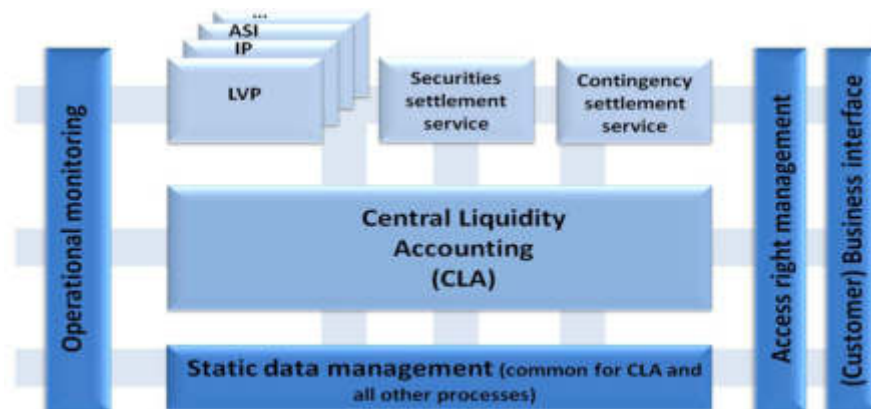 ...
ASI
IP
LVP
Securities
settlement
service
Contingency
settlement
service
Operational monitoring
Central Liquidity
Accounting
(CLA)
Access right management
(Customer) Business interface
Static data management (common for CLA and
all other processes)